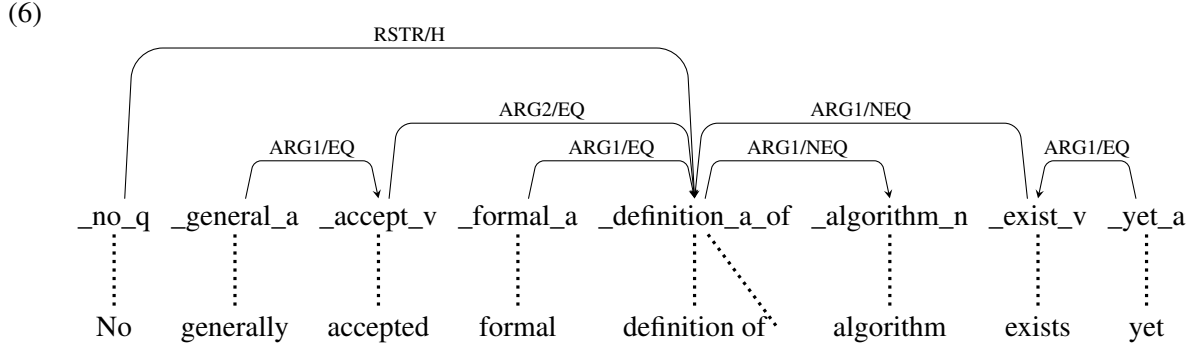 (6)
RSTR/H
ARG2/EQ ARG1/NEQ
ARG1/EQ ARG1/EQ ARG1/NEQ ARG1/EQ
_no_q _general_a _accept_v _formal_a _definition_a_of _algorithm_n _exist_v _yet_a
No generally accepted formal definition of algorithm exists yet